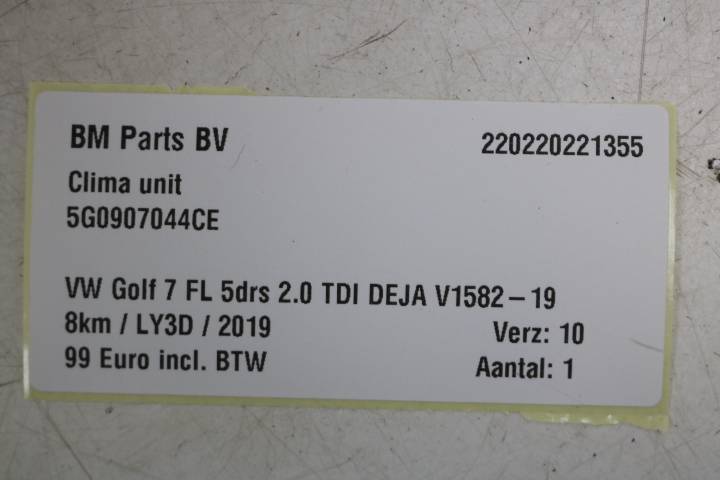 BM Parts BV 220220221355
Clima unit
5G0907044CE
VW Golf 7 FL 5drs 2.0 TDI DEJA V1582-19
8km / LY3D / 2019 Verz: 10
99 Euro incl. BTW Aantal: 1